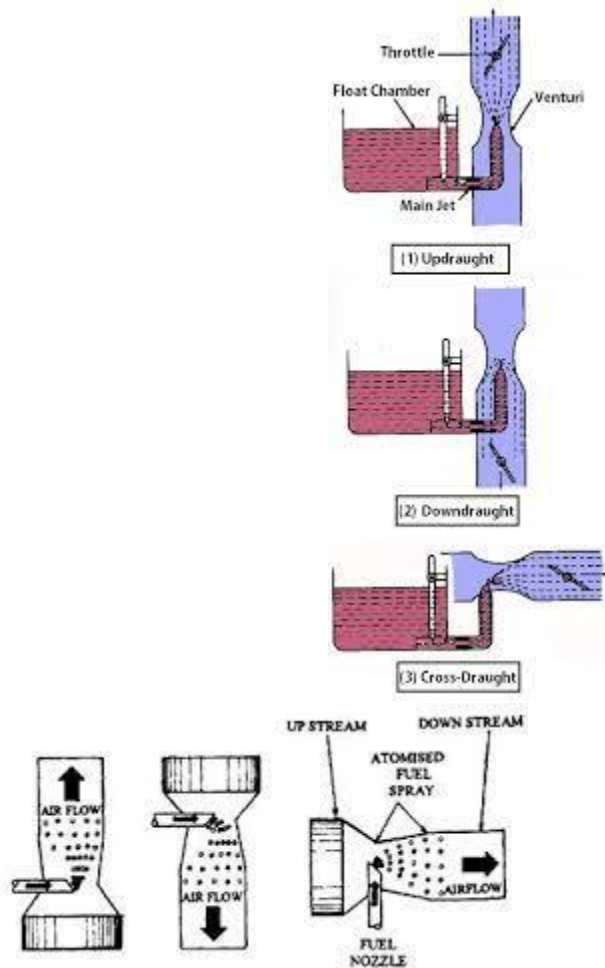 Throttle
Float Chamber
Venturi
Main Jet
(1) Updraught
(2) Downdraught
(3) Cross-Draught
UP STREAM
DOWN STREAM
ATOMISED
FUEL
SPRAY
AIR FLOW
AIR FLOW
AIRFLOW
FUEL
NOZZLE